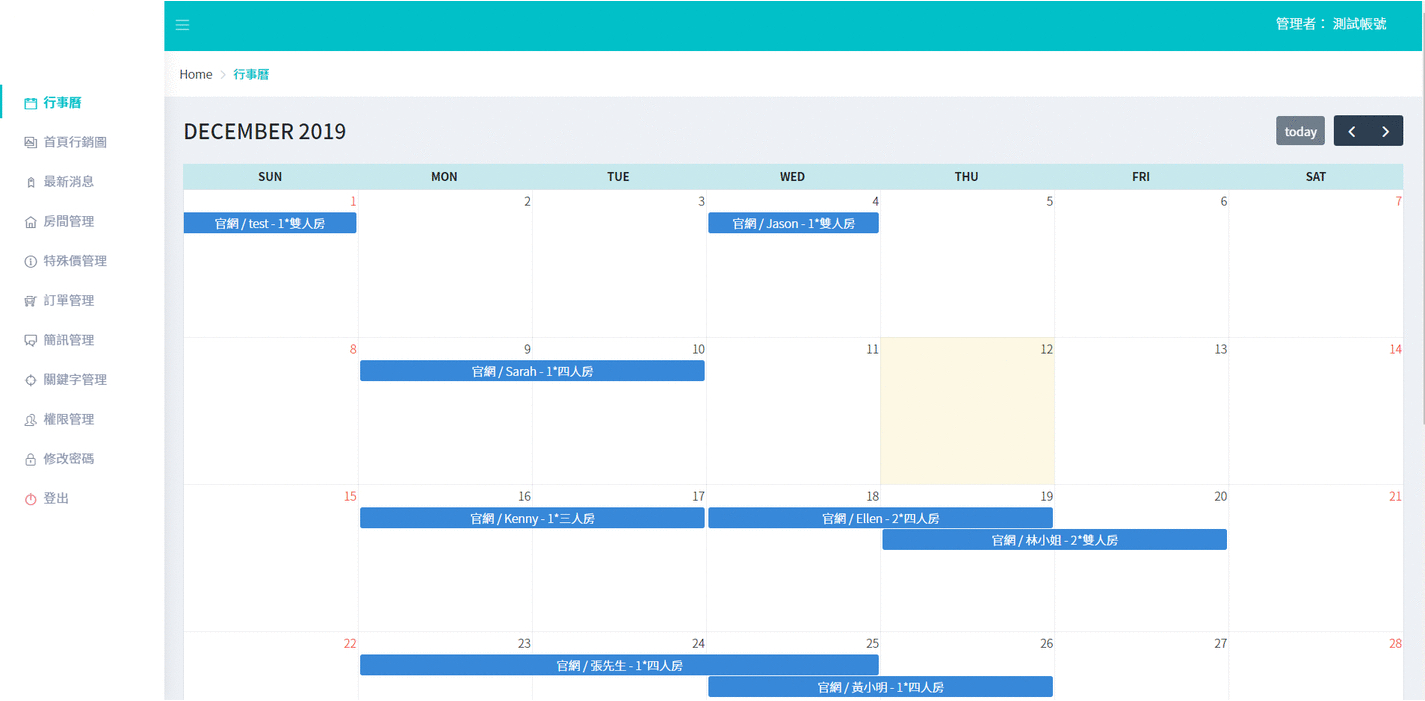 管理者： 測試帳號
Home > 行事曆
行事曆
首頁行銷圖
最新消息
房間管理
特殊價管理
訂單管理
簡訊管理
關鍵字管理
權限管理
修改密碼
登出
DECEMBER 2019
today
SUN MON TUE WED THU FRI SAT
1 2 3 4 5 6 7
官網 / test - 1*雙人房 官網 / Jason - 1*雙人房
8 9 10 11 12 13 14
官網 / Sarah - 1*四人房
15 16 17 18 19 20 21
官網 / Kenny - 1*三人房 官網 / Ellen - 2*四人房
官網 / 林小姐 - 2*雙人房
22 23 24 25 26 27 28
官網 / 張先生 - 1*四人房
官網 / 黃小明 - 1*四人房